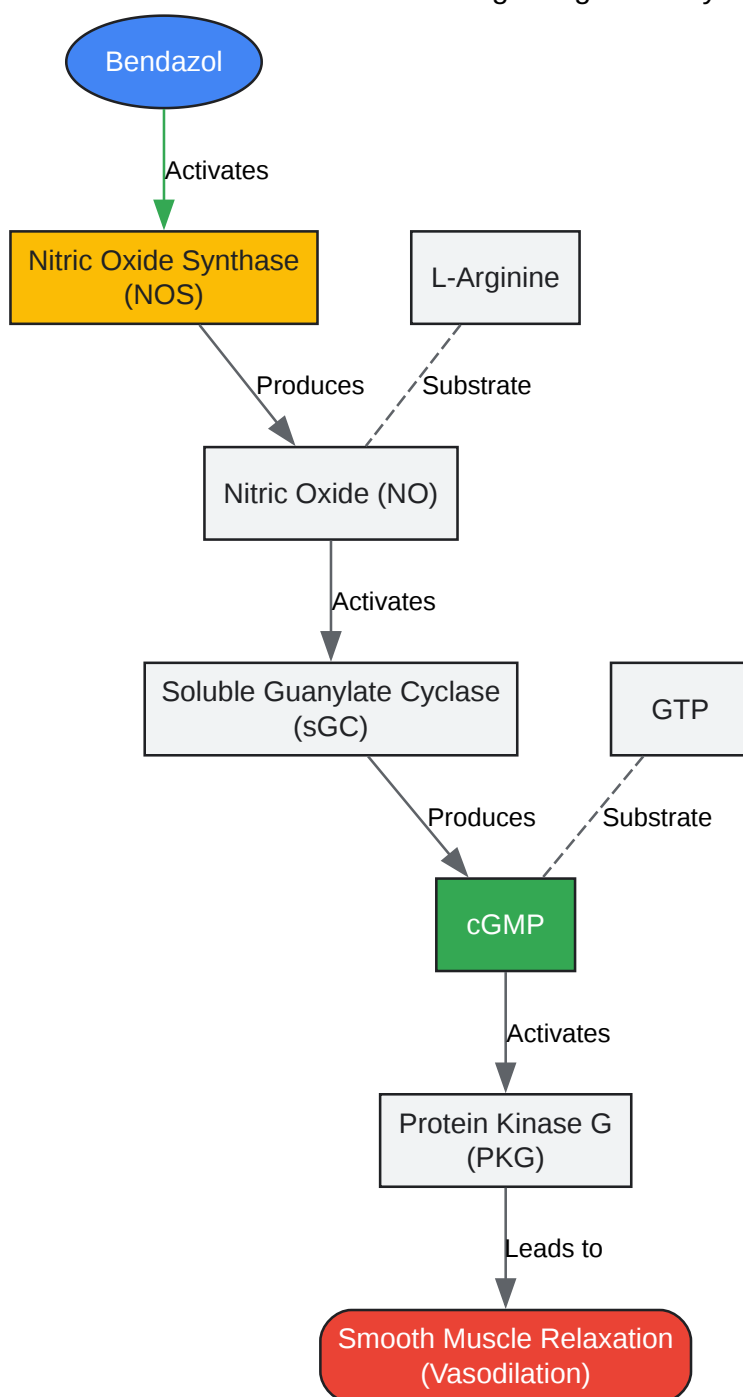 Bendazol
Activates
Nitric Oxide Synthase
(NOS)
L-Arginine
Produces
Substrate
Nitric Oxide (NO)
Activates
Soluble Guanylate Cyclase
(sGC)
GTP
Produces
Substrate
cGMP
Activates
Protein Kinase G
(PKG)
Leads to
Smooth Muscle Relaxation
(Vasodilation)